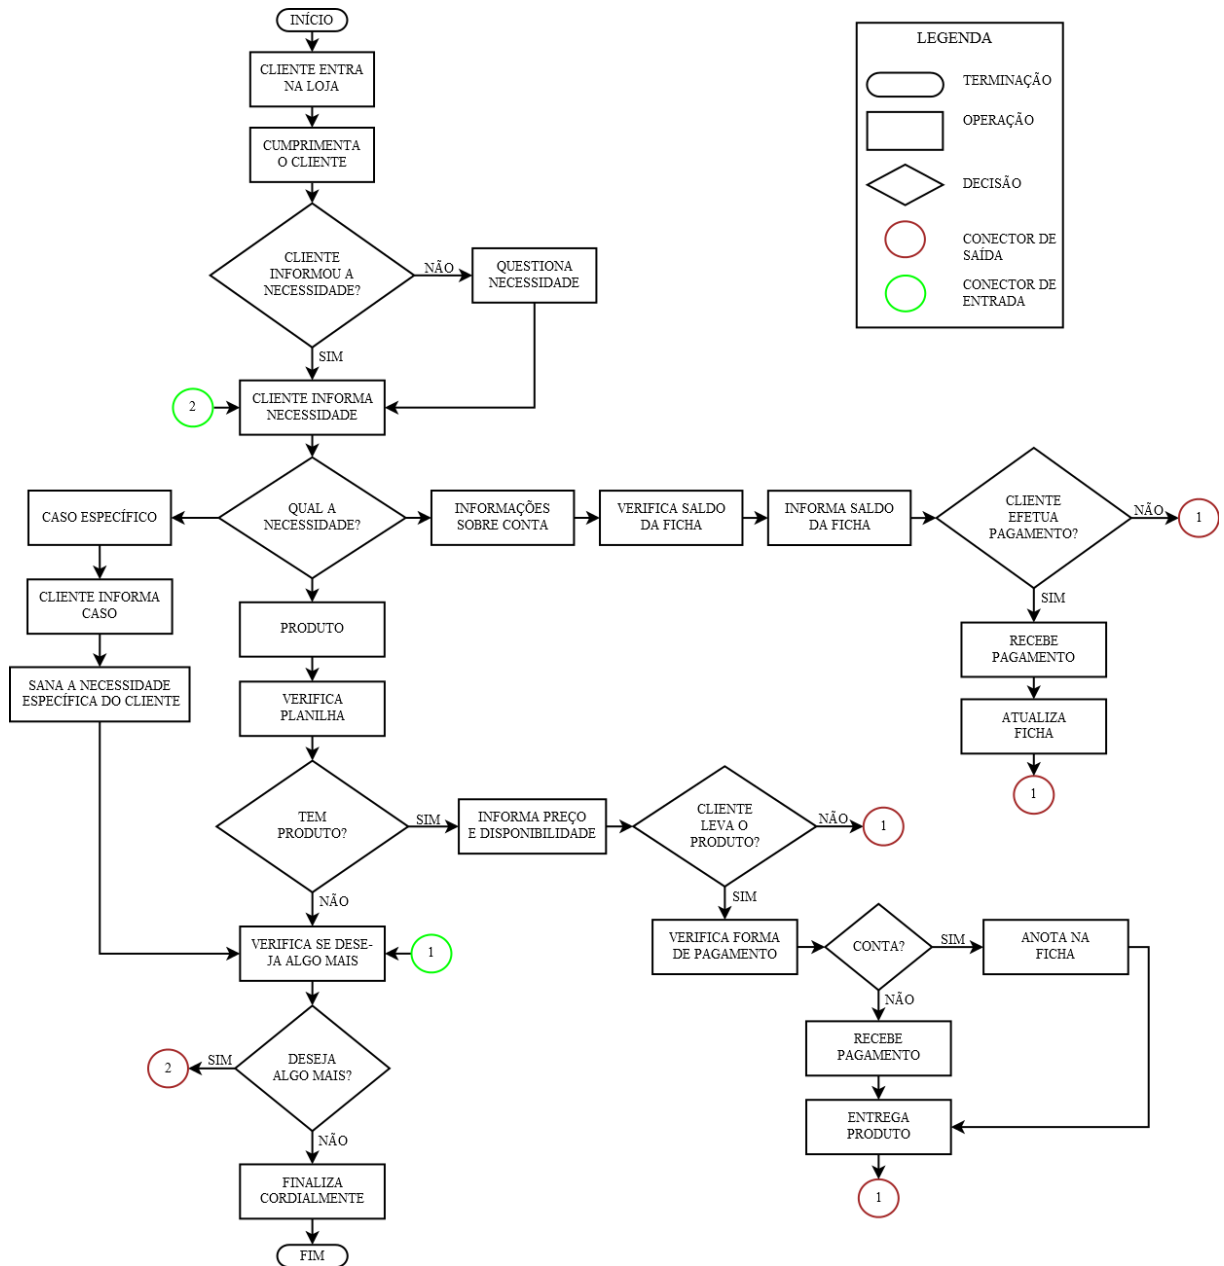 INÍCIO
CLIENTE ENTRA
NA LOJA
CUMPRIMENTA
O CLIENTE
CLIENTE
INFORMOU A
NECESSIDADE?
NÃO
QUESTIONA
NECESSIDADE
SIM
2
CLIENTE INFORMA
NECESSIDADE
QUAL A
NECESSIDADE?
CASO ESPECÍFICO
CLIENTE INFORMA
CASO
SANA A NECESSIDADE
ESPECÍFICA DO CLIENTE
INFORMAÇÕES
SOBRE CONTA
VERIFICA SALDO
DA FICHA
INFORMA SALDO
DA FICHA
CLIENTE
EFETUA
PAGAMENTO?
NÃO
1
SIM
RECEBE
PAGAMENTO
ATUALIZA
FICHA
1
PRODUTO
VERIFICA
PLANILHA
TEM
PRODUTO?
SIM
INFORMA PREÇO
E DISPONIBILIDADE
CLIENTE
LEVA O
PRODUTO?
NÃO
1
SIM
VERIFICA FORMA
DE PAGAMENTO
CONTA?
SIM
ANOTA NA
FICHA
NÃO
RECEBE
PAGAMENTO
ENTREGA
PRODUTO
1
NÃO
VERIFICA SE DESE-
JA ALGO MAIS
1
DESEJA
ALGO MAIS?
SIM
2
NÃO
FINALIZA
CORDIALMENTE
FIM
LEGENDA
TERMINAÇÃO
OPERAÇÃO
DECISÃO
CONECTOR DE
SAÍDA
CONECTOR DE
ENTRADA